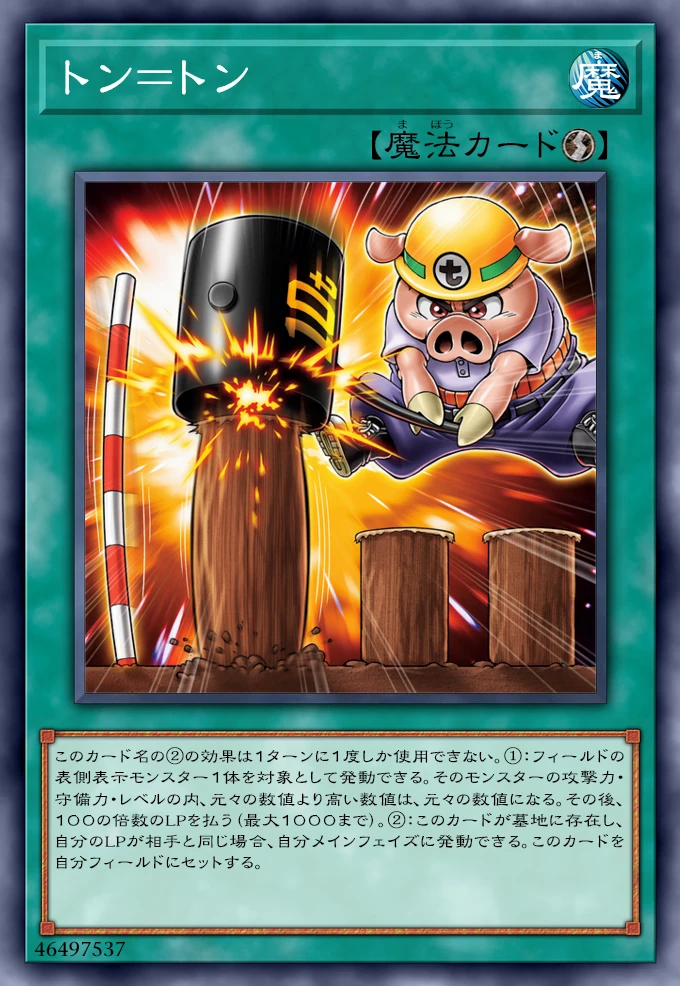 トン=トン
魔
ま
ま ほう
【魔法カード】
10t
t
このカード名の②の効果は1ターンに1度しか使用できない。①:フィールドの
表側表示モンスター1体を対象として発動できる。そのモンスターの攻撃力・
守備力・レベルの内、元々の数値より高い数値は、元々の数値になる。その後、
100の倍数のLPを払う(最大1000まで)。②:このカードが墓地に存在し、
自分のLPが相手と同じ場合、自分メインフェイズに発動できる。このカードを
自分フィールドにセットする。
46497537